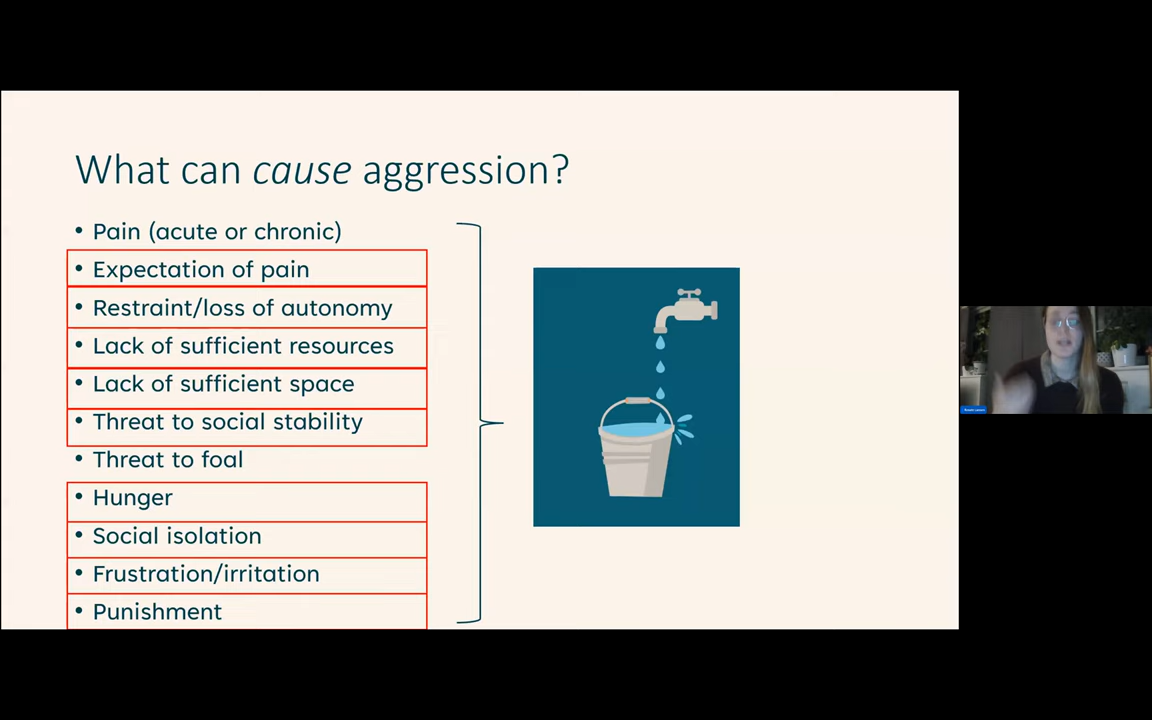 What can cause aggression?
• Pain (acute or chronic)
• Expectation of pain
• Restraint/loss of autonomy
• Lack of sufficient resources
• Lack of sufficient space
• Threat to social stability
• Threat to foal
• Hunger
• Social isolation
• Frustration/irritation
• Punishment